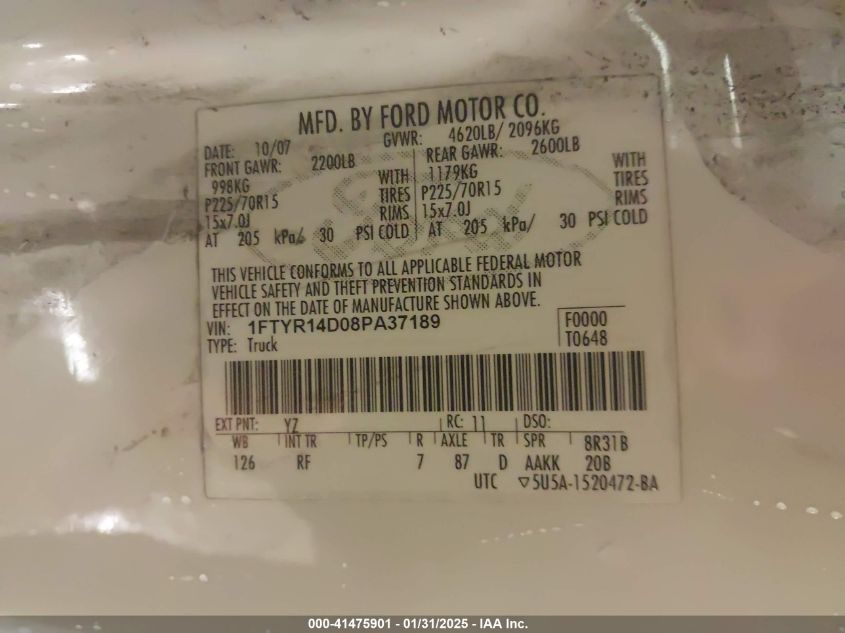 MFD. BY FORD MOTOR CO.
DATE: 10/07 GVWR: 4620LB/ 2096KG
FRONT GAWR: 2200LB REAR GAWR: 2600LB
998KG WITH 1179KG WITH
P225/70R15 TIRES P225/70R15 TIRES
15x7.0J RIMS 15x7.0J RIMS
AT 205 kPa/ 30 PSI COLD AT 205 kPa/ 30 PSI COLD
THIS VEHICLE CONFORMS TO ALL APPLICABLE FEDERAL MOTOR
VEHICLE SAFETY AND THEFT PREVENTION STANDARDS IN
EFFECT ON THE DATE OF MANUFACTURE SHOWN ABOVE.
VIN: 1FTYR14D08PA37189 F0000
TYPE: Truck T0648
EXT PNT: YZ RC: 11 DSO:
WB INT TR TP/PS R AXLE TR SPR 8R31B
126 RF 7 87 D AAKK 20B
UTC ▽5U5A-1520472-BA
000-41475901 - 01/31/2025 - IAA Inc.